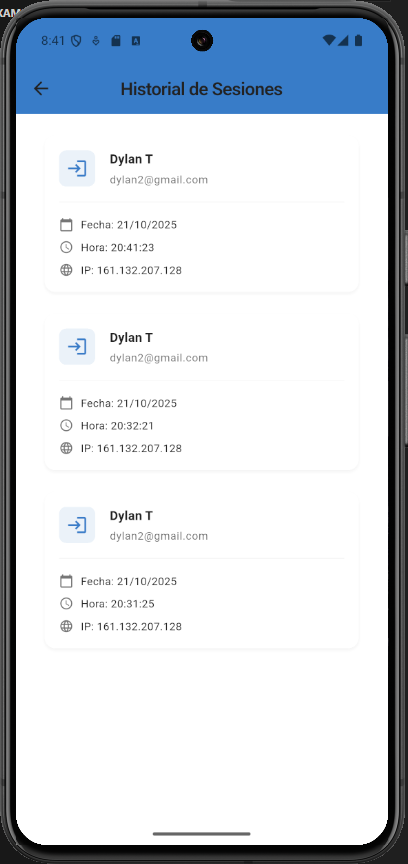 XAM
8:41
Historial de Sesiones
Dylan T
dylan2@gmail.com
Fecha: 21/10/2025
Hora: 20:41:23
IP: 161.132.207.128
Dylan T
dylan2@gmail.com
Fecha: 21/10/2025
Hora: 20:32:21
IP: 161.132.207.128
Dylan T
dylan2@gmail.com
Fecha: 21/10/2025
Hora: 20:31:25
IP: 161.132.207.128